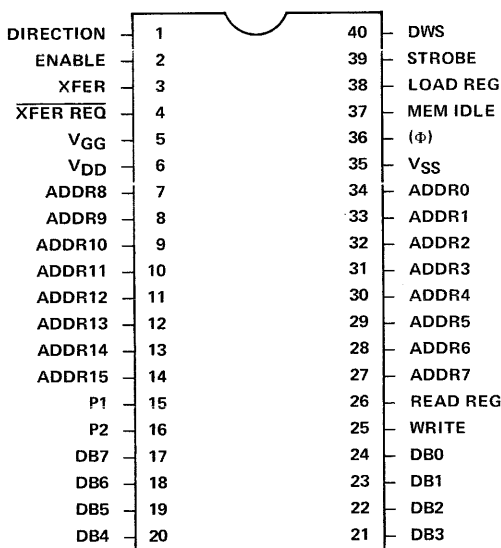 DIRECTION 1 40 DWS
ENABLE 2 39 STROBE
XFER 3 38 LOAD REG
XFER REQ 4 37 MEM IDLE
VGG 5 36 (Φ)
VDD 6 35 VSS
ADDR8 7 34 ADDR0
ADDR9 8 33 ADDR1
ADDR10 9 32 ADDR2
ADDR11 10 31 ADDR3
ADDR12 11 30 ADDR4
ADDR13 12 29 ADDR5
ADDR14 13 28 ADDR6
ADDR15 14 27 ADDR7
P1 15 26 READ REG
P2 16 25 WRITE
DB7 17 24 DB0
DB6 18 23 DB1
DB5 19 22 DB2
DB4 20 21 DB3